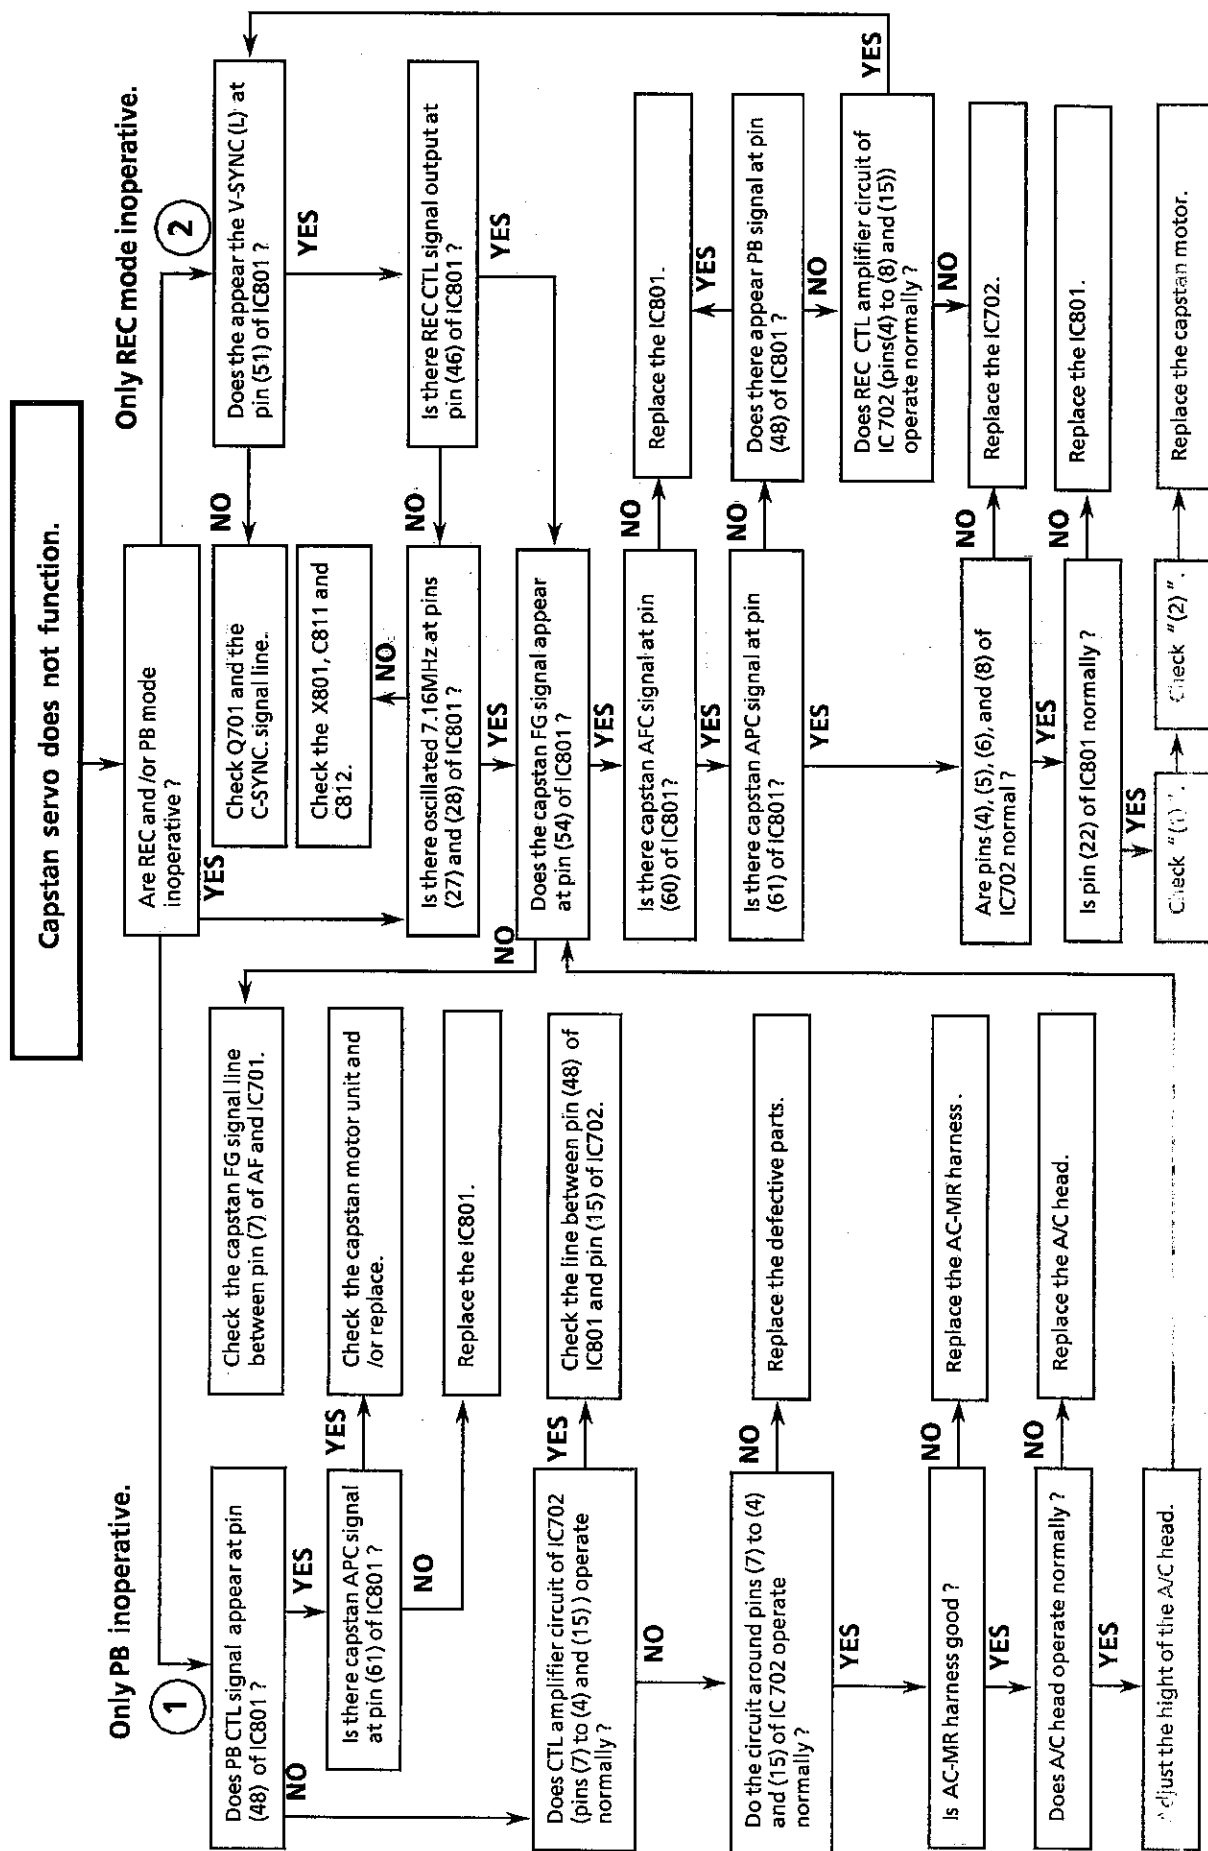 Capstan servo does not function.
Are REC and /or PB mode
inoperative ?
YES
Only PB inoperative.
1
Does PB CTL signal appear at pin
(48) of IC801 ?
YES
NO
Is there capstan APC signal
at pin (61) of IC801 ?
YES
NO
Check the capstan FG signal line
between pin (7) of AF and IC701.
Check the capstan motor unit and
/or replace.
Replace the IC801.
Does CTL amplifier circuit of IC702
(pins (7) to (4) and (15)) operate
normally ?
YES
NO
Check the line between pin (48) of
IC801 and pin (15) of IC702.
Do the circuit around pins (7) to (4)
and (15) of IC702 operate
normally ?
NO
YES
Replace the defective parts.
Is AC-MR harness good ?
NO
YES
Replace the AC-MR harness .
Does A/C head operate normally ?
NO
YES
Replace the A/C head.
Adjust the hight of the A/C head.
Only REC mode inoperative.
2
Does the appear the V-SYNC (L) at
pin (51) of IC801 ?
NO
YES
Check Q701 and the
C-SYNC. signal line.
Is there REC CTL signal output at
pin (46) of IC801 ?
NO
YES
Check the X801, C811 and
C812.
NO
Is there oscillated 7.16MHz at pins
(27) and (28) of IC801 ?
YES
Does the capstan FG signal appear
at pin (54) of IC801 ?
NO
YES
Is there capstan AFC signal at pin
(60) of IC801 ?
NO
YES
Replace the IC801.
Is there capstan APC signal at pin
(61) of IC801 ?
NO
YES
YES
Does there appear PB signal at pin
(48) of IC801 ?
NO
Does REC CTL amplifier circuit of
IC 702 (pins(4) to (8) and (15))
operate normally ?
YES
NO
Are pins (4), (5), (6), and (8) of
IC702 normal ?
NO
YES
Replace the IC702.
Is pin (22) of IC801 normally ?
NO
YES
Replace the IC801.
Check "(1)".
Check "(2)".
Replace the capstan motor.